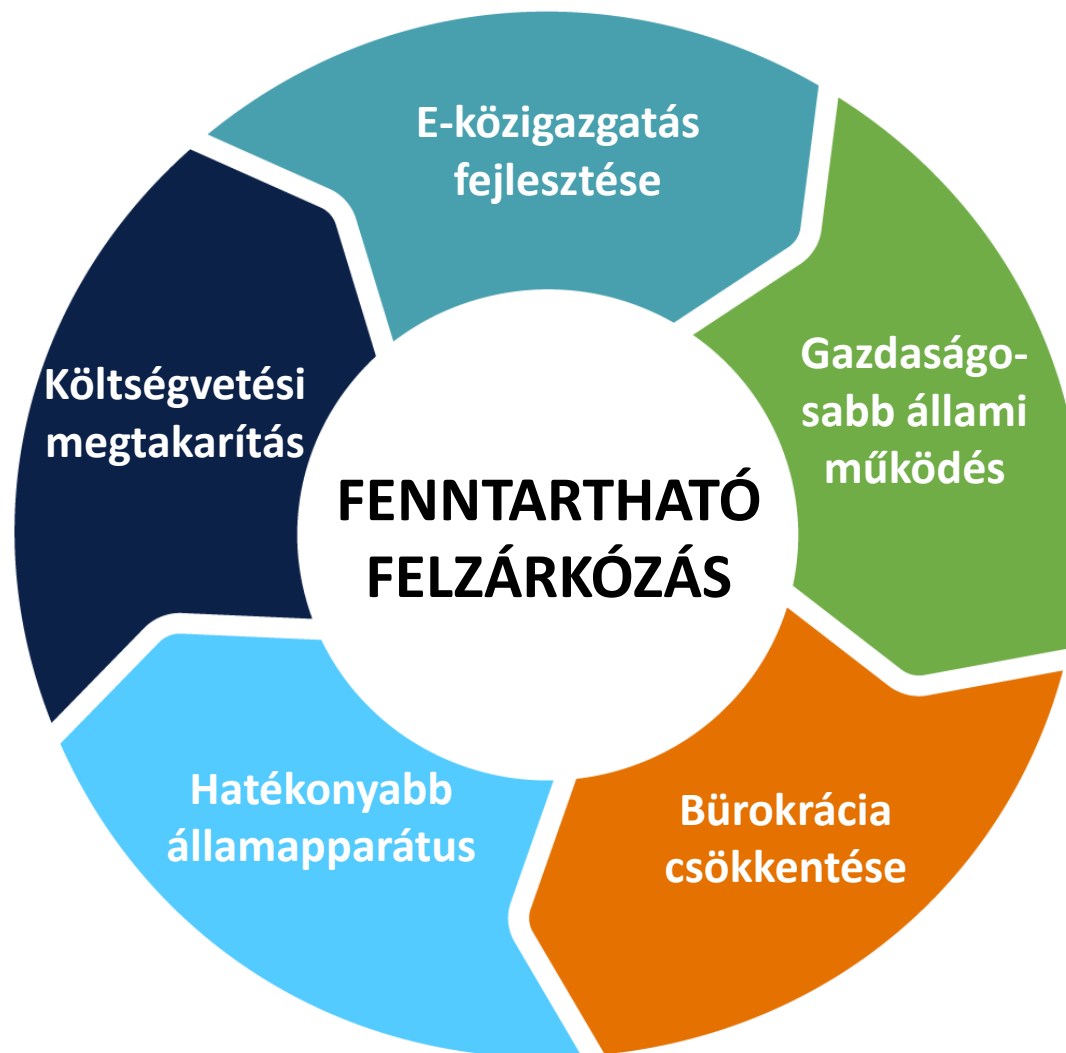 E-közigazgatás
fejlesztése
Gazdaságo-
sabb állami
működés
Bürokrácia
csökkentése
Hatékonyabb
államapparátus
Költségvetési
megtakarítás
FENNTARTHATÓ
FELZÁRKÓZÁS